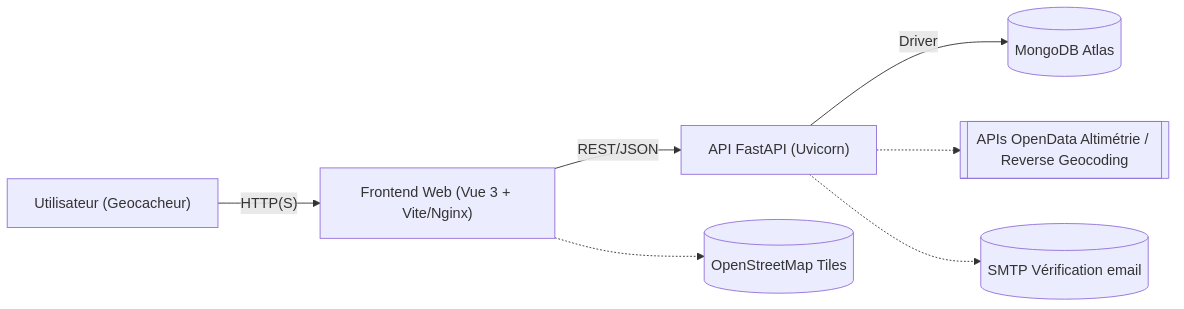 Utilisateur (Geocacheur)
HTTP(S)
Frontend Web (Vue 3 +
Vite/Nginx)
REST/JSON
API FastAPI (Uvicorn)
OpenStreetMap Tiles
Driver
MongoDB Atlas
APIs OpenData Altimétrie /
Reverse Geocoding
SMTP Vérification email